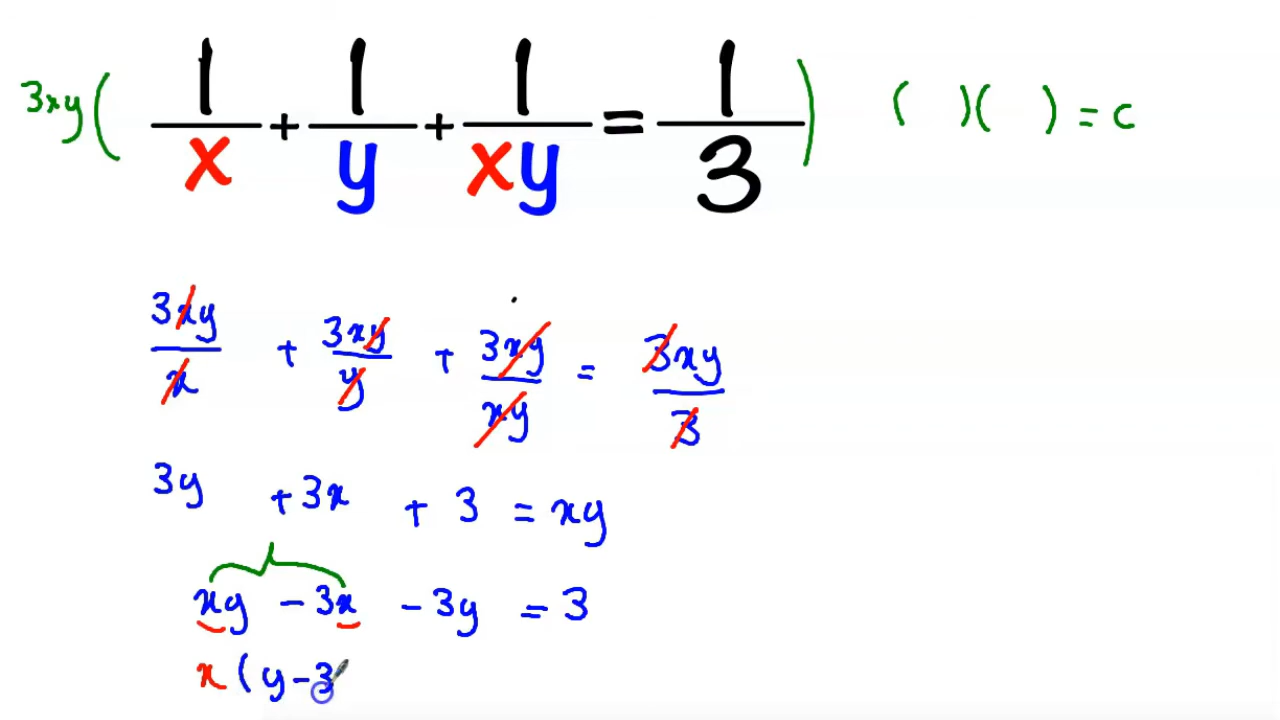 3xy( 1/x + 1/y + 1/xy = 1/3 ) ( )( ) = c
3xy/x + 3xy/y + 3xy/xy = 3xy/3
3y + 3x + 3 = xy
xy - 3x - 3y = 3
x(y-3